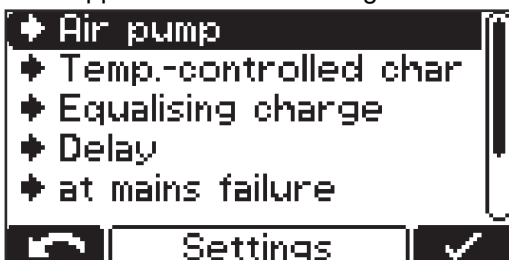 Air pump
Temp.-controlled char
Equalising charge
Delay
at mains failure
Settings